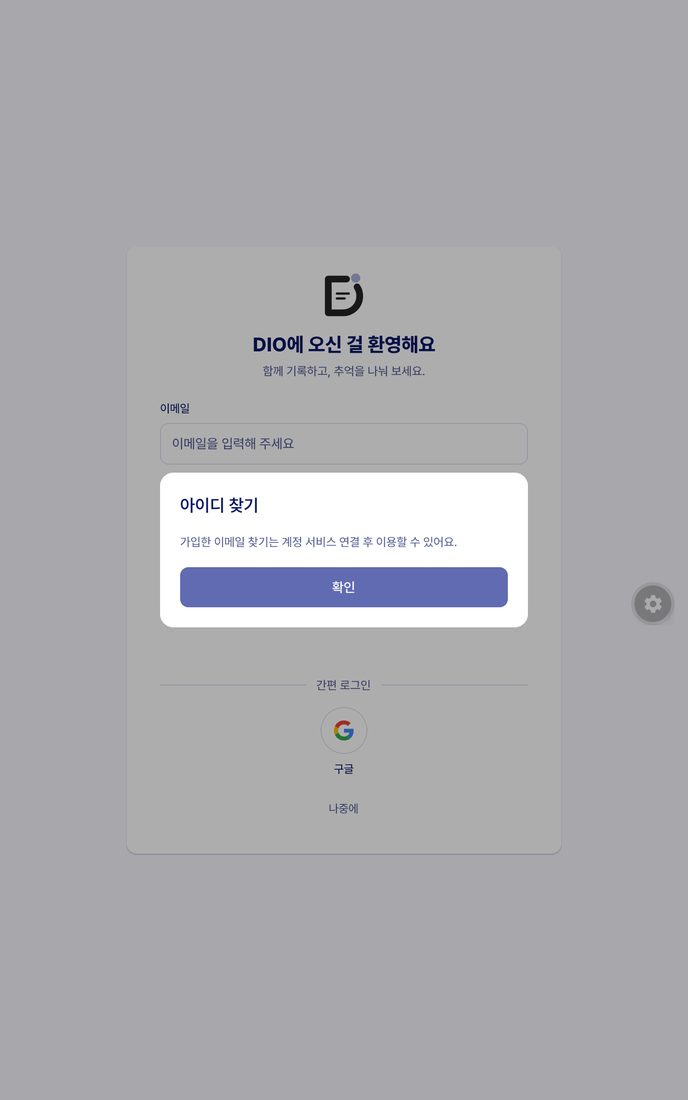 DIO에 오신 걸 환영해요
함께 기록하고, 추억을 나눠 보세요.
이메일
이메일을 입력해 주세요
아이디 찾기
가입한 이메일 찾기는 계정 서비스 연결 후 이용할 수 있어요.
확인
간편 로그인
구글
나중에